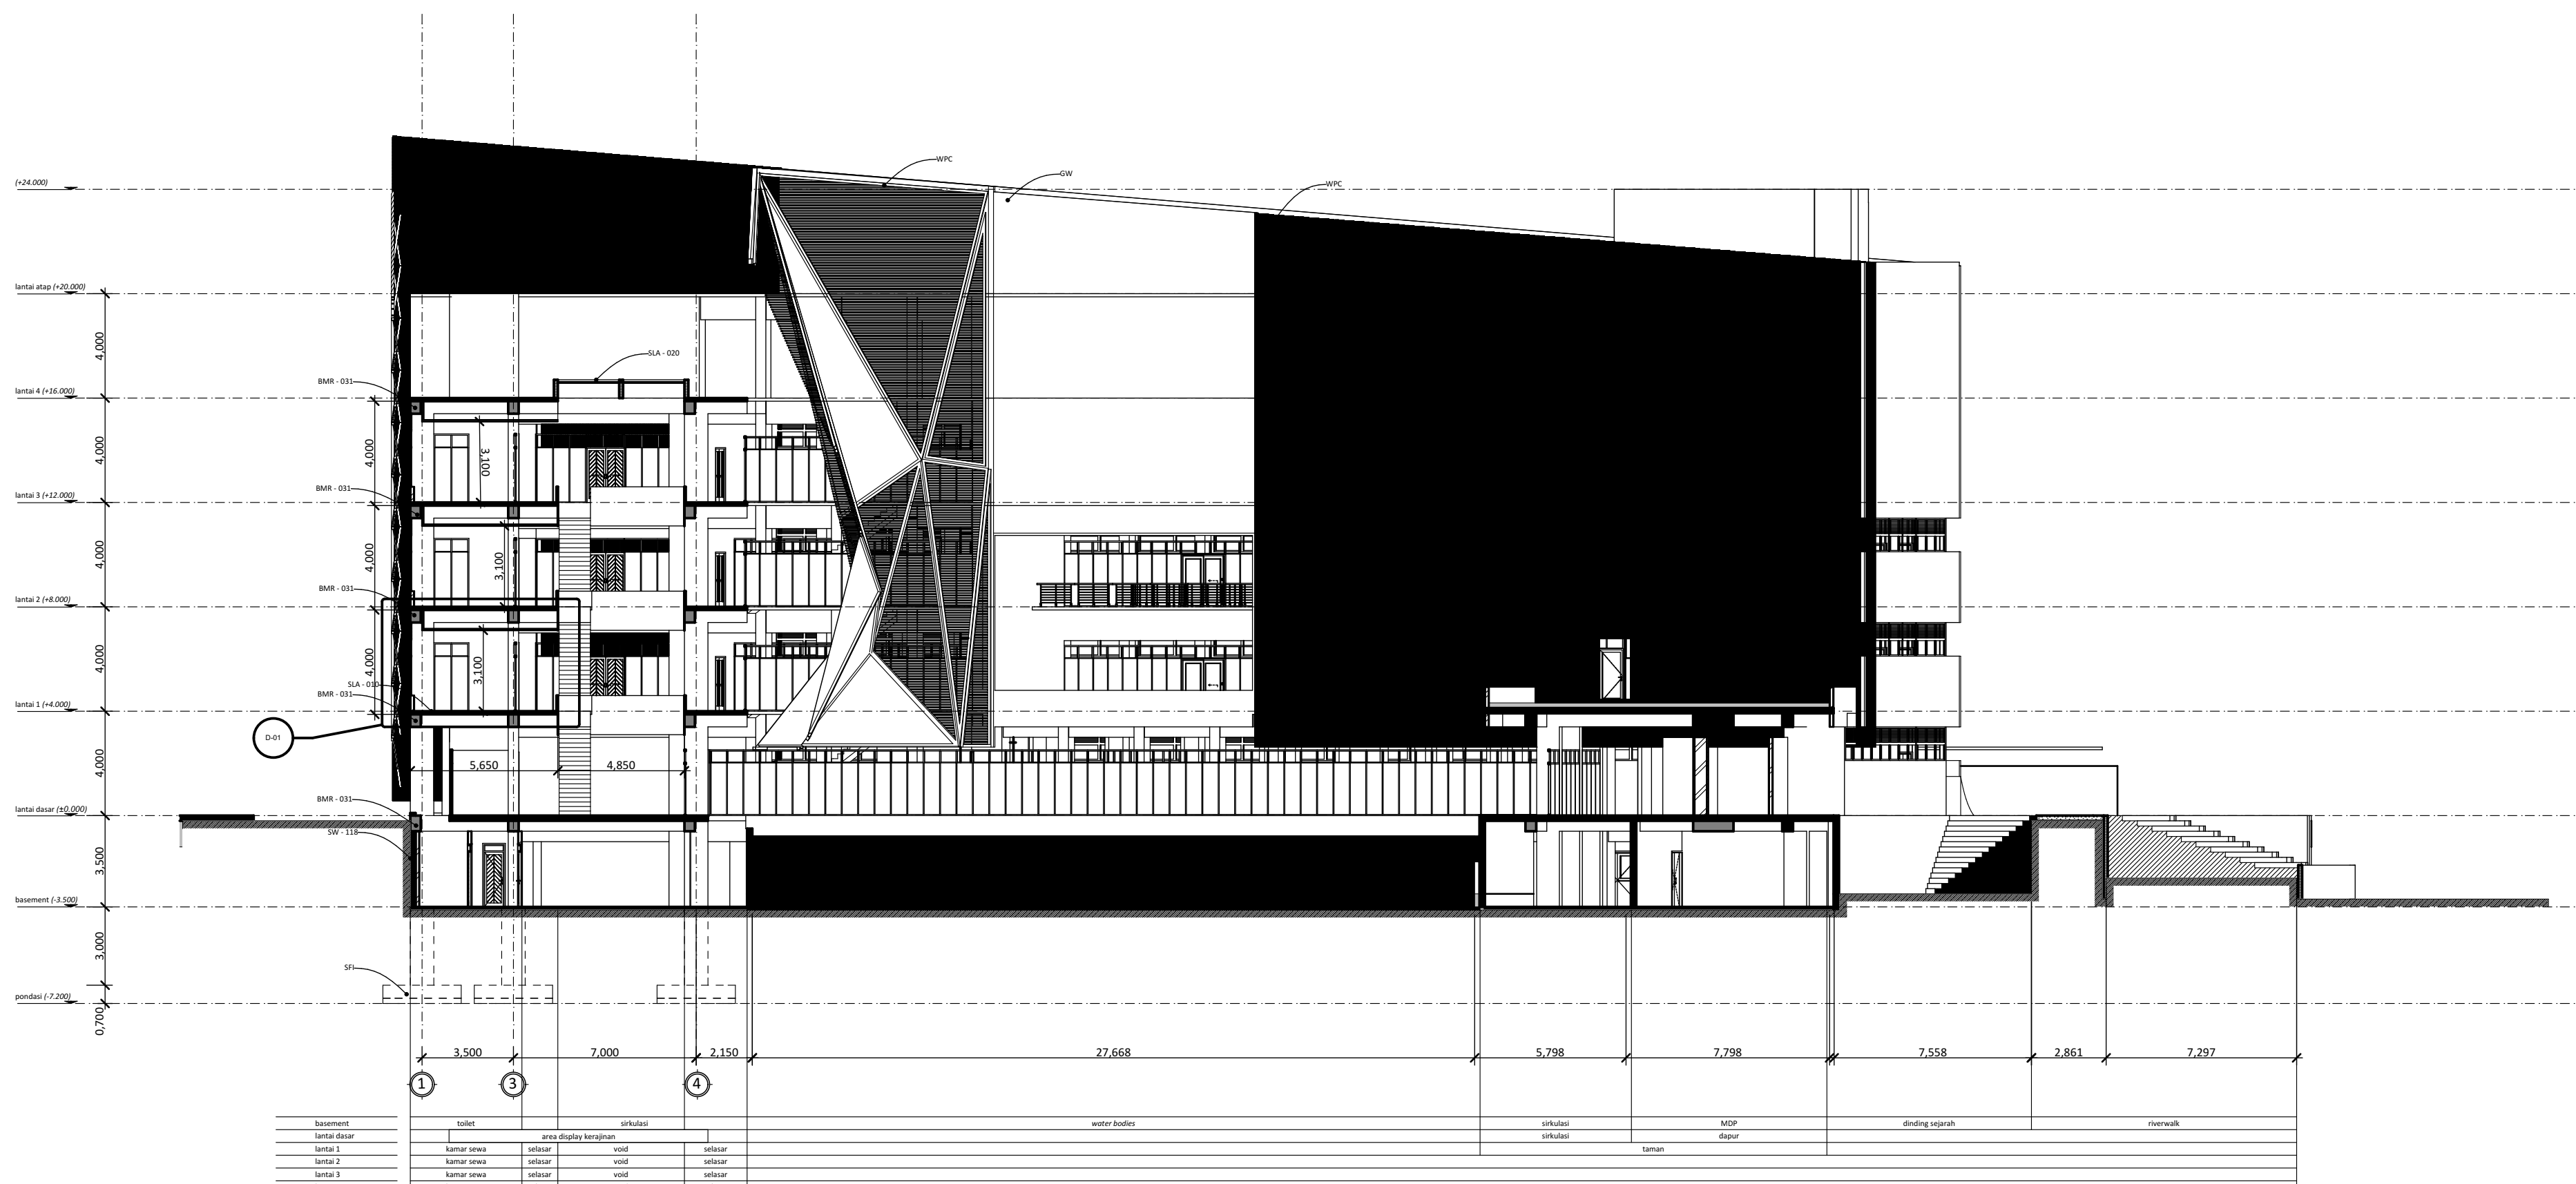 WPC
GW
(+24.000)
WPC
lantai atap (+20.000)
4,000
SLA - 020
BMR - 031
lantai 4 (+16.000)
4,000
4,000
3,100
BMR - 031
lantai 3 (+12.000)
4,000
4,000
3,100
BMR - 031
lantai 2 (+8.000)
4,000
4,000
3,100
SLA - 010
BMR - 031
lantai 1 (+4.000)
D-01
4,000
5,650
4,850
BMR - 031
lantai dasar (±0.000)
SW - 118
3,500
basement (-3.500)
3,000
SFI
pondasi (-7.200)
0,700
3,500 7,000 2,150 27,668 5,798 7,798 7,558 2,861 7,297
1 3 4
basement toilet sirkulasi water bodies sirkulasi MDP dinding sejarah riverwalk
lantai dasar area display kerajinan sirkulasi dapur
lantai 1 kamar sewa selasar void selasar taman
lantai 2 kamar sewa selasar void selasar
lantai 3 kamar sewa selasar void selasar